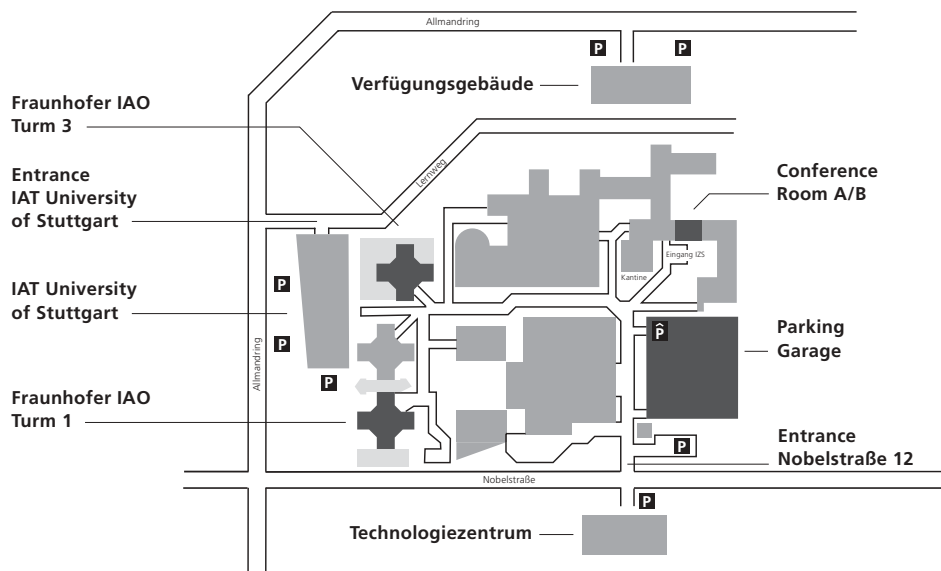 Allmandring
P
P
Verfügungsgebäude
Fraunhofer IAO
Turm 3
Lernweg
Entrance
IAT University
of Stuttgart
Conference
Room A/B
Eingang IZS
Kantine
P
IAT University
of Stuttgart
P
P
Parking
Garage
Allmandring
P
Fraunhofer IAO
Turm 1
P
Entrance
Nobelstraße 12
Nobelstraße
P
Technologiezentrum